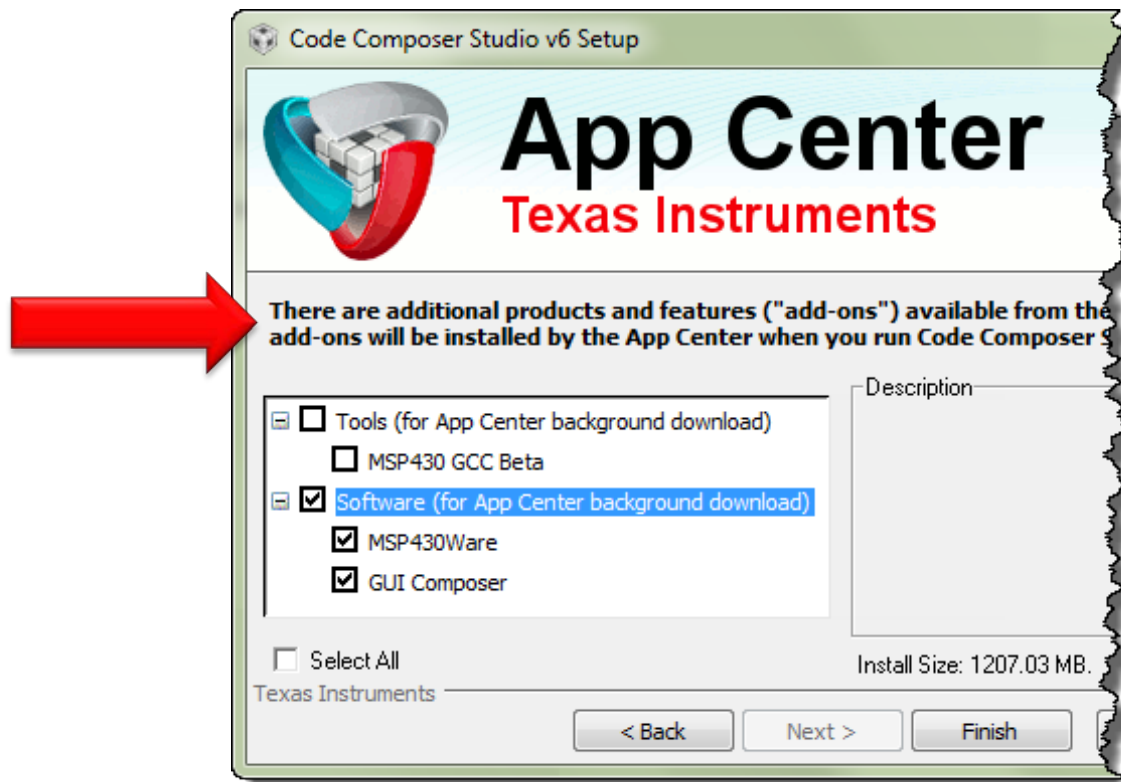 Code Composer Studio v6 Setup
App Center
Texas Instruments
There are additional products and features ("add-ons") available from the
add-ons will be installed by the App Center when you run Code Composer
Description
Tools (for App Center background download)
MSP430 GCC Beta
Software (for App Center background download)
MSP430Ware
GUI Composer
Select All
Install Size: 1207.03 MB.
Texas Instruments
< Back
Next >
Finish